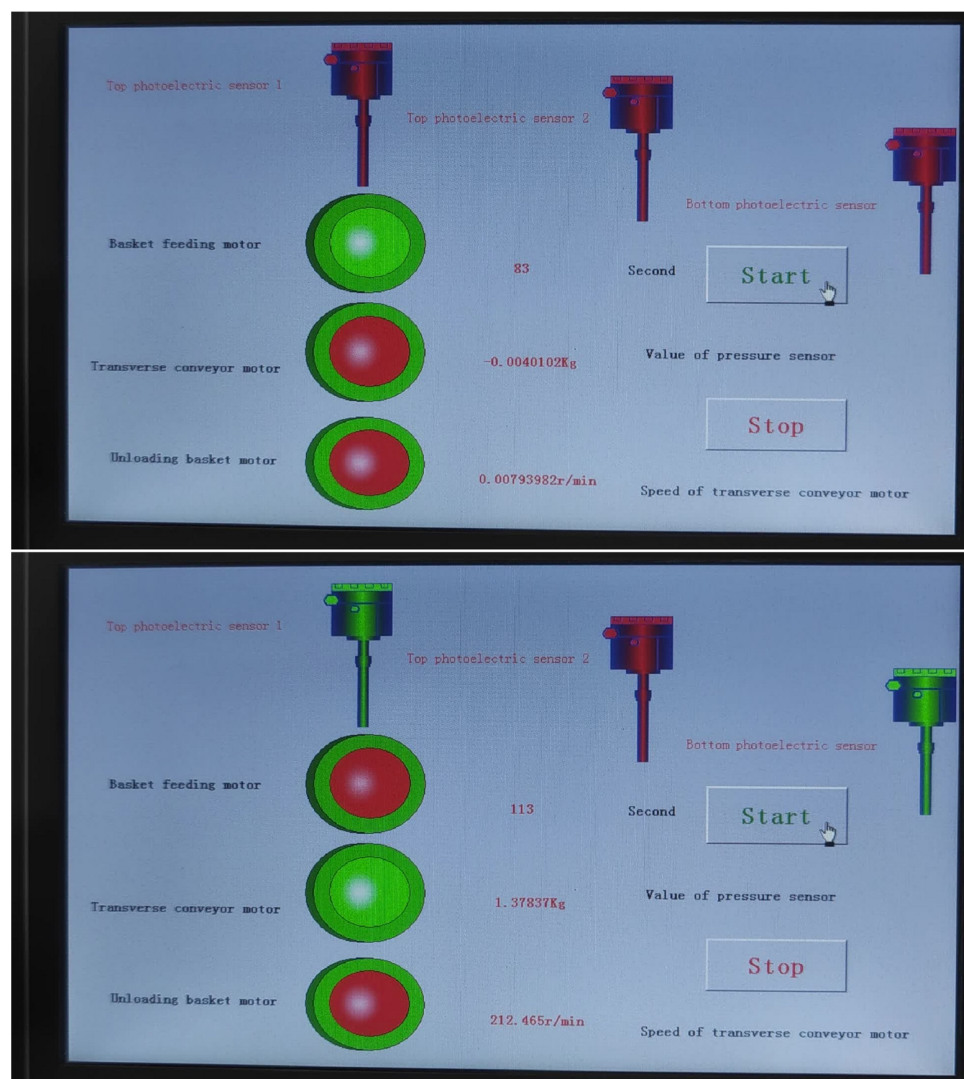 Top photoelectric sensor 1
Top photoelectric sensor 2
Bottom photoelectric sensor
Basket feeding motor
83
Second
Start
Transverse conveyor motor
-0.0040102Kg
Value of pressure sensor
Stop
Unloading basket motor
0.00793982r/min
Speed of transverse conveyor motor
Top photoelectric sensor 1
Top photoelectric sensor 2
Bottom photoelectric sensor
Basket feeding motor
113
Second
Start
Transverse conveyor motor
1.37837Kg
Value of pressure sensor
Stop
Unloading basket motor
212.465r/min
Speed of transverse conveyor motor